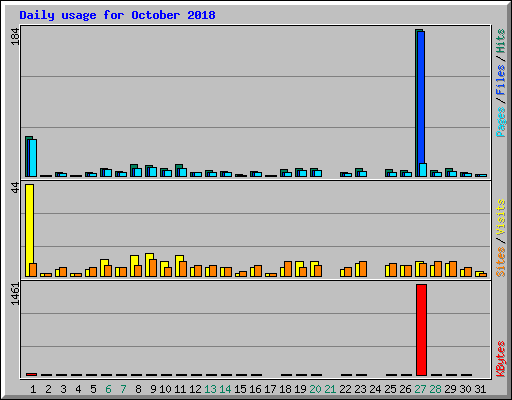 Daily usage for October 2018
184
Pages / Files / Hits
44
Sites / Visits
1461
KBytes
1 2 3 4 5 6 7 8 9 10 11 12 13 14 15 16 17 18 19 20 21 22 23 24 25 26 27 28 29 30 31